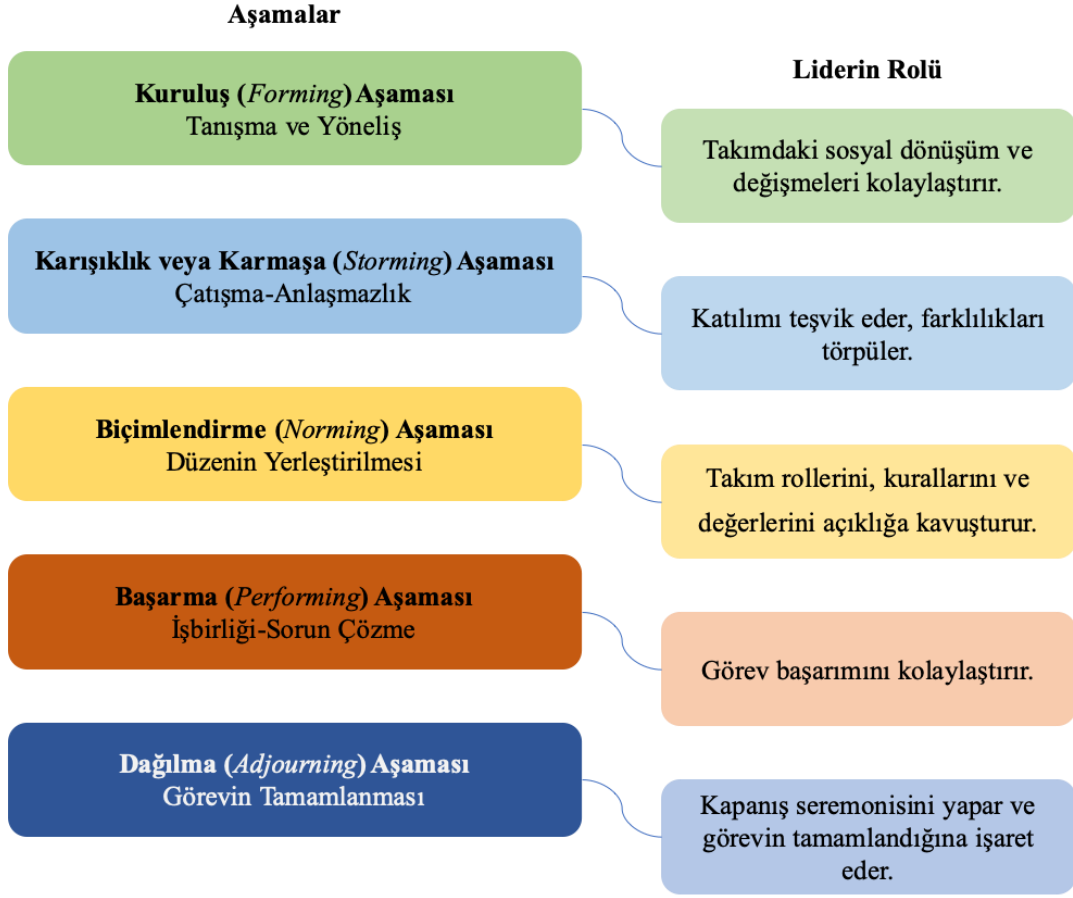 Aşamalar
Liderin Rolü
Kuruluş (Forming) Aşaması
Tanışma ve Yöneliş
Takımdaki sosyal dönüşüm ve
değişmeleri kolaylaştırır.
Karışıklık veya Karmaşa (Storming) Aşaması
Çatışma-Anlaşmazlık
Katılımı teşvik eder, farklılıkları
törpüler.
Biçimlendirme (Norming) Aşaması
Düzenin Yerleştirilmesi
Takım rollerini, kurallarını ve
değerlerini açıklığa kavuşturur.
Başarma (Performing) Aşaması
İşbirliği-Sorun Çözme
Görev başarımını kolaylaştırır.
Dağılma (Adjourning) Aşaması
Görevin Tamamlanması
Kapanış seremonisini yapar ve
görevin tamamlandığına işaret
eder.